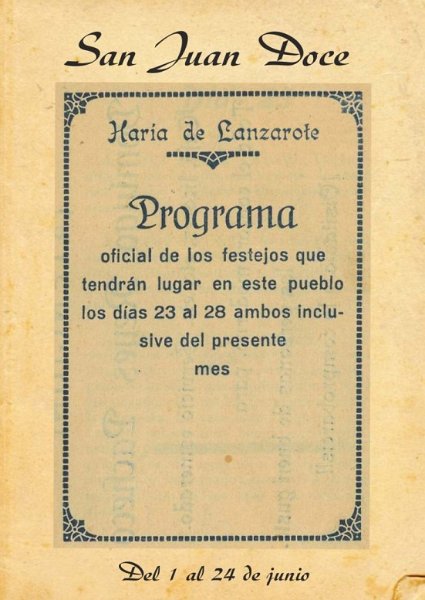 San Juan Doce
Haría de Lanzarote
Programa
oficial de los festejos que
tendrán lugar en este pueblo
los días 23 al 28 ambos inclu-
sive del presente
mes
Del 1 al 24 de junio